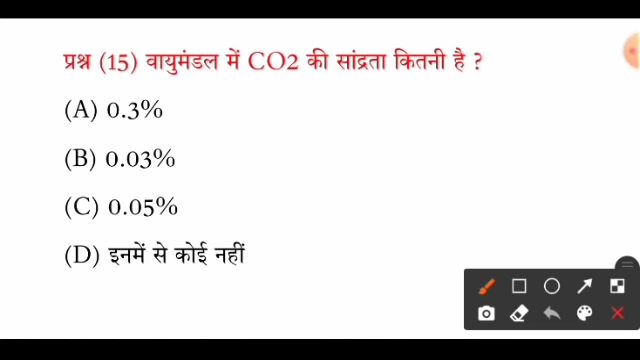 प्रश्न (15) वायुमंडल में CO2 की सांद्रता कितनी है ?
(A) 0.3%
(B) 0.03%
(C) 0.05%
(D) इनमें से कोई नहीं